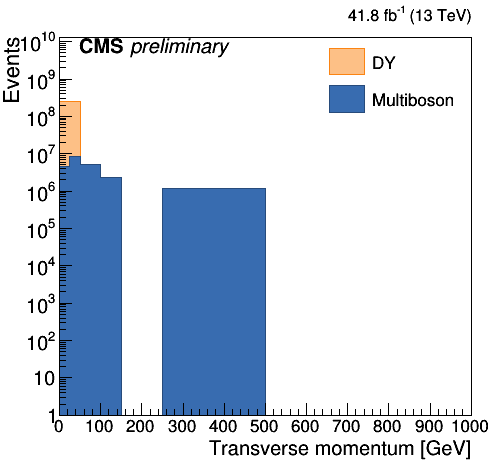 41.8 fb⁻¹ (13 TeV)
CMS preliminary
DY
Multiboson
Events
10¹⁰
10⁹
10⁸
10⁷
10⁶
10⁵
10⁴
10³
10²
10
1
0 100 200 300 400 500 600 700 800 900 1000
Transverse momentum [GeV]